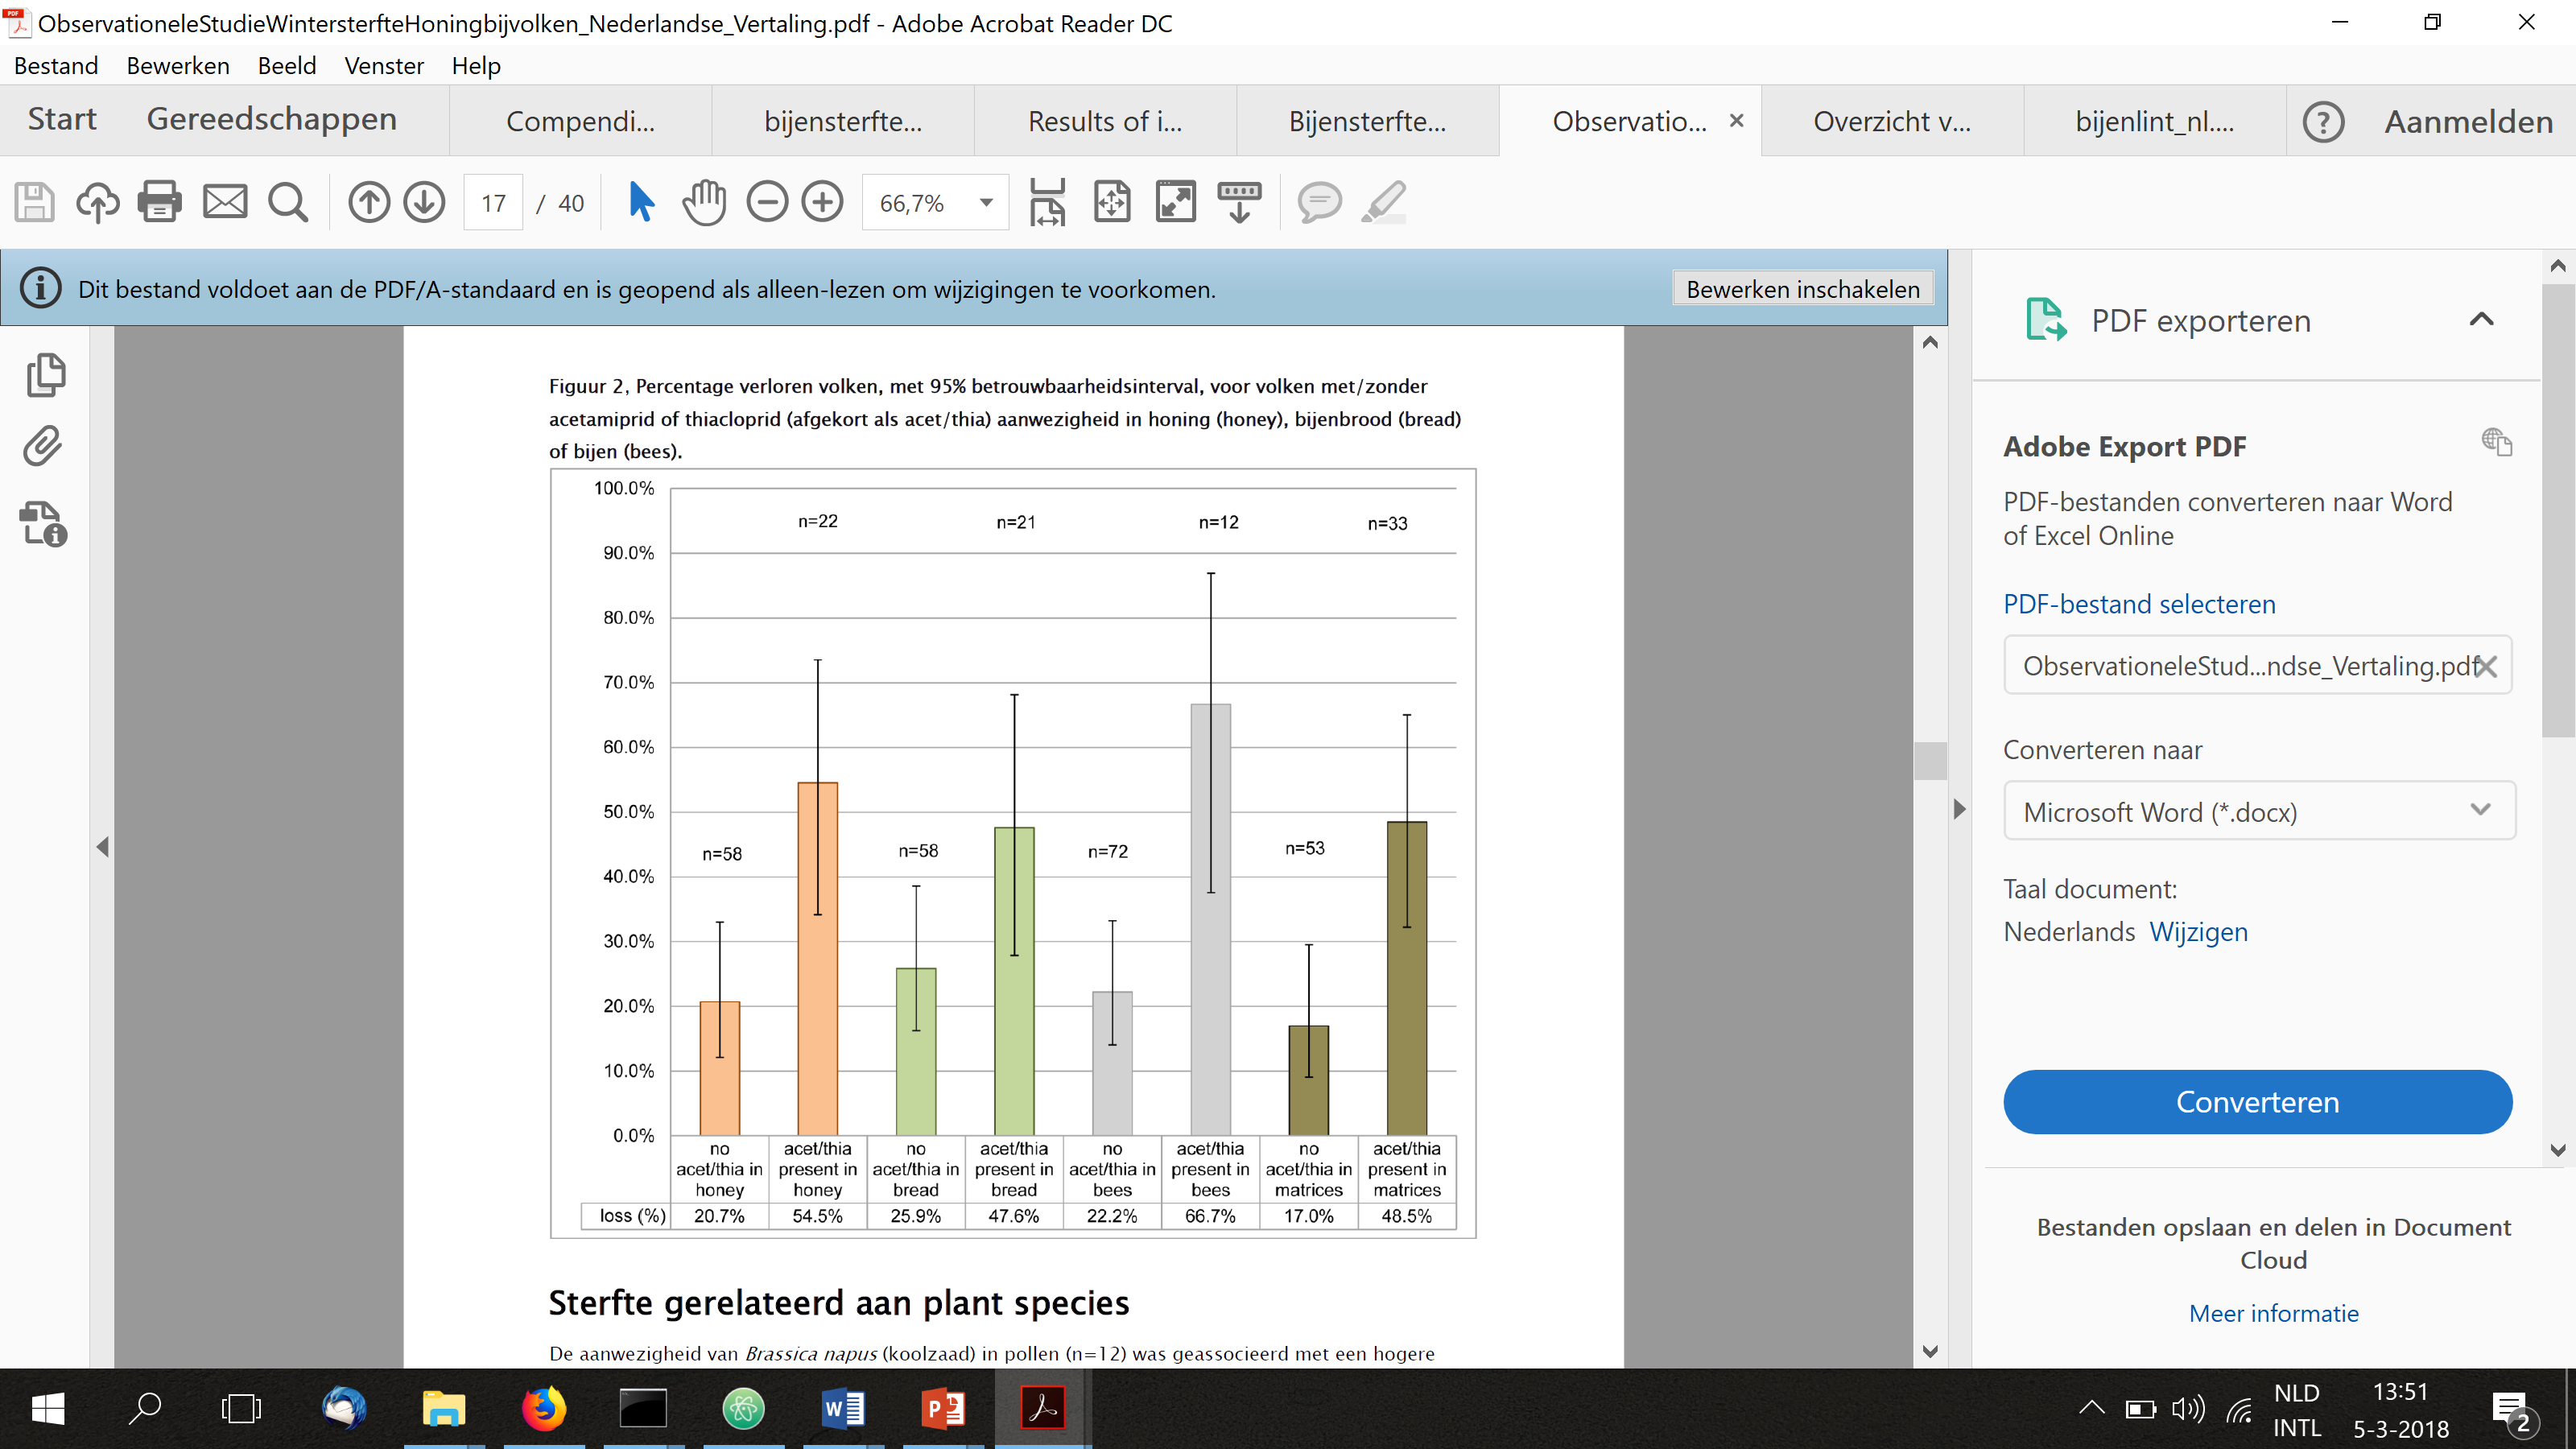 ObservationeleStudieWintersterfteHoningbijvolken_Nederlandse_Vertaling.pdf - Adobe Acrobat Reader DC
Bestand Bewerken Beeld Venster Help
Start Gereedschappen Compendi... bijensterfte... Results of i... Bijensterfte... Observatio... Overzicht v... bijenlint_nl.... Aanmelden
17 / 40 66,7%
Dit bestand voldoet aan de PDF/A-standaard en is geopend als alleen-lezen om wijzigingen te voorkomen. Bewerken inschakelen
Figuur 2, Percentage verloren volken, met 95% betrouwbaarheidsinterval, voor volken met/zonder
acetamiprid of thiacloprid (afgekort als acet/thia) aanwezigheid in honing (honey), bijenbrood (bread)
of bijen (bees).
100.0%
n=22 n=21 n=12 n=33
90.0%
80.0%
70.0%
60.0%
50.0%
n=58 n=58 n=72 n=53
40.0%
30.0%
20.0%
10.0%
0.0%
no acet/thia no acet/thia no acet/thia no acet/thia
acet/thia in present in acet/thia in present in acet/thia in present in acet/thia in present in
honey honey bread bread bees bees matrices matrices
loss (%) 20.7% 54.5% 25.9% 47.6% 22.2% 66.7% 17.0% 48.5%
Sterfte gerelateerd aan plant species
De aanwezigheid van Brassica napus (koolzaad) in pollen (n=12) was geassocieerd met een hogere
PDF exporteren
Adobe Export PDF
PDF-bestanden converteren naar Word
of Excel Online
PDF-bestand selecteren
ObservationeleStud...ndse_Vertaling.pdf
Converteren naar
Microsoft Word (*.docx)
Taal document:
Nederlands Wijzigen
Converteren
Bestanden opslaan en delen in Document
Cloud
Meer informatie
NLD 13:51
INTL 5-3-2018 2